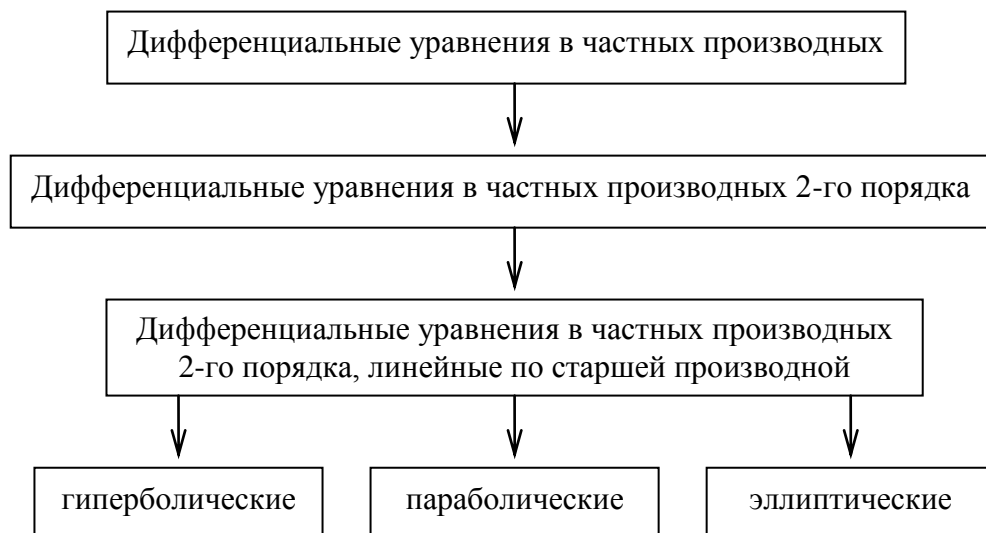 Дифференциальные уравнения в частных производных
Дифференциальные уравнения в частных производных 2-го порядка
Дифференциальные уравнения в частных производных
2-го порядка, линейные по старшей производной
гиперболические
параболические
эллиптические